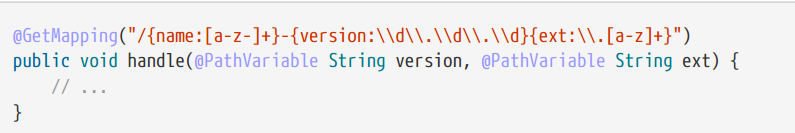 @GetMapping("/{name:[a-z-]+}-{version:\\d\\.\\d\\.\\d}{ext:\\.[a-z]+}")
public void handle(@PathVariable String version, @PathVariable String ext) {
    // ...
}